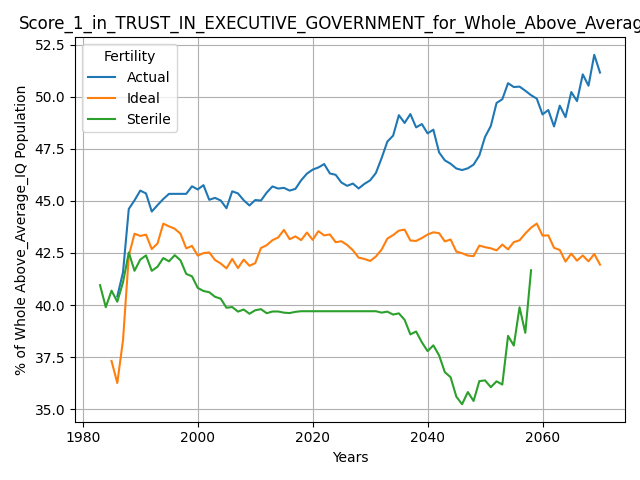 Score_1_in_TRUST_IN_EXECUTIVE_GOVERNMENT_for_Whole_Above_Averag
Fertility
Actual
Ideal
Sterile
% of Whole Above_Average_IQ Population
52.5
50.0
47.5
45.0
42.5
40.0
37.5
35.0
1980
2000
2020
2040
2060
Years